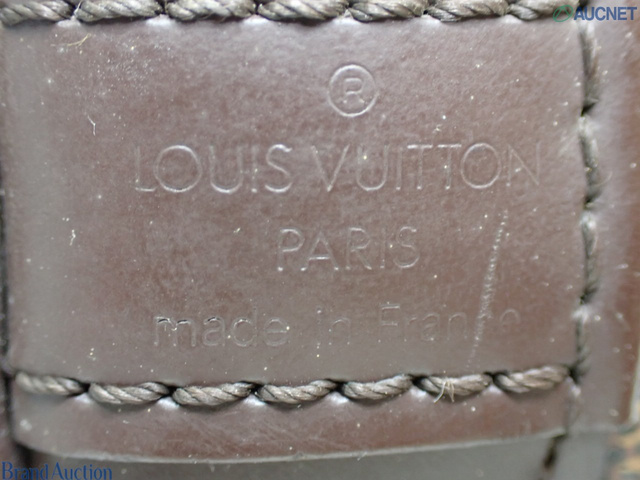 AUCNET
®
LOUIS VUITTON
PARIS
made in France
Brand Auction